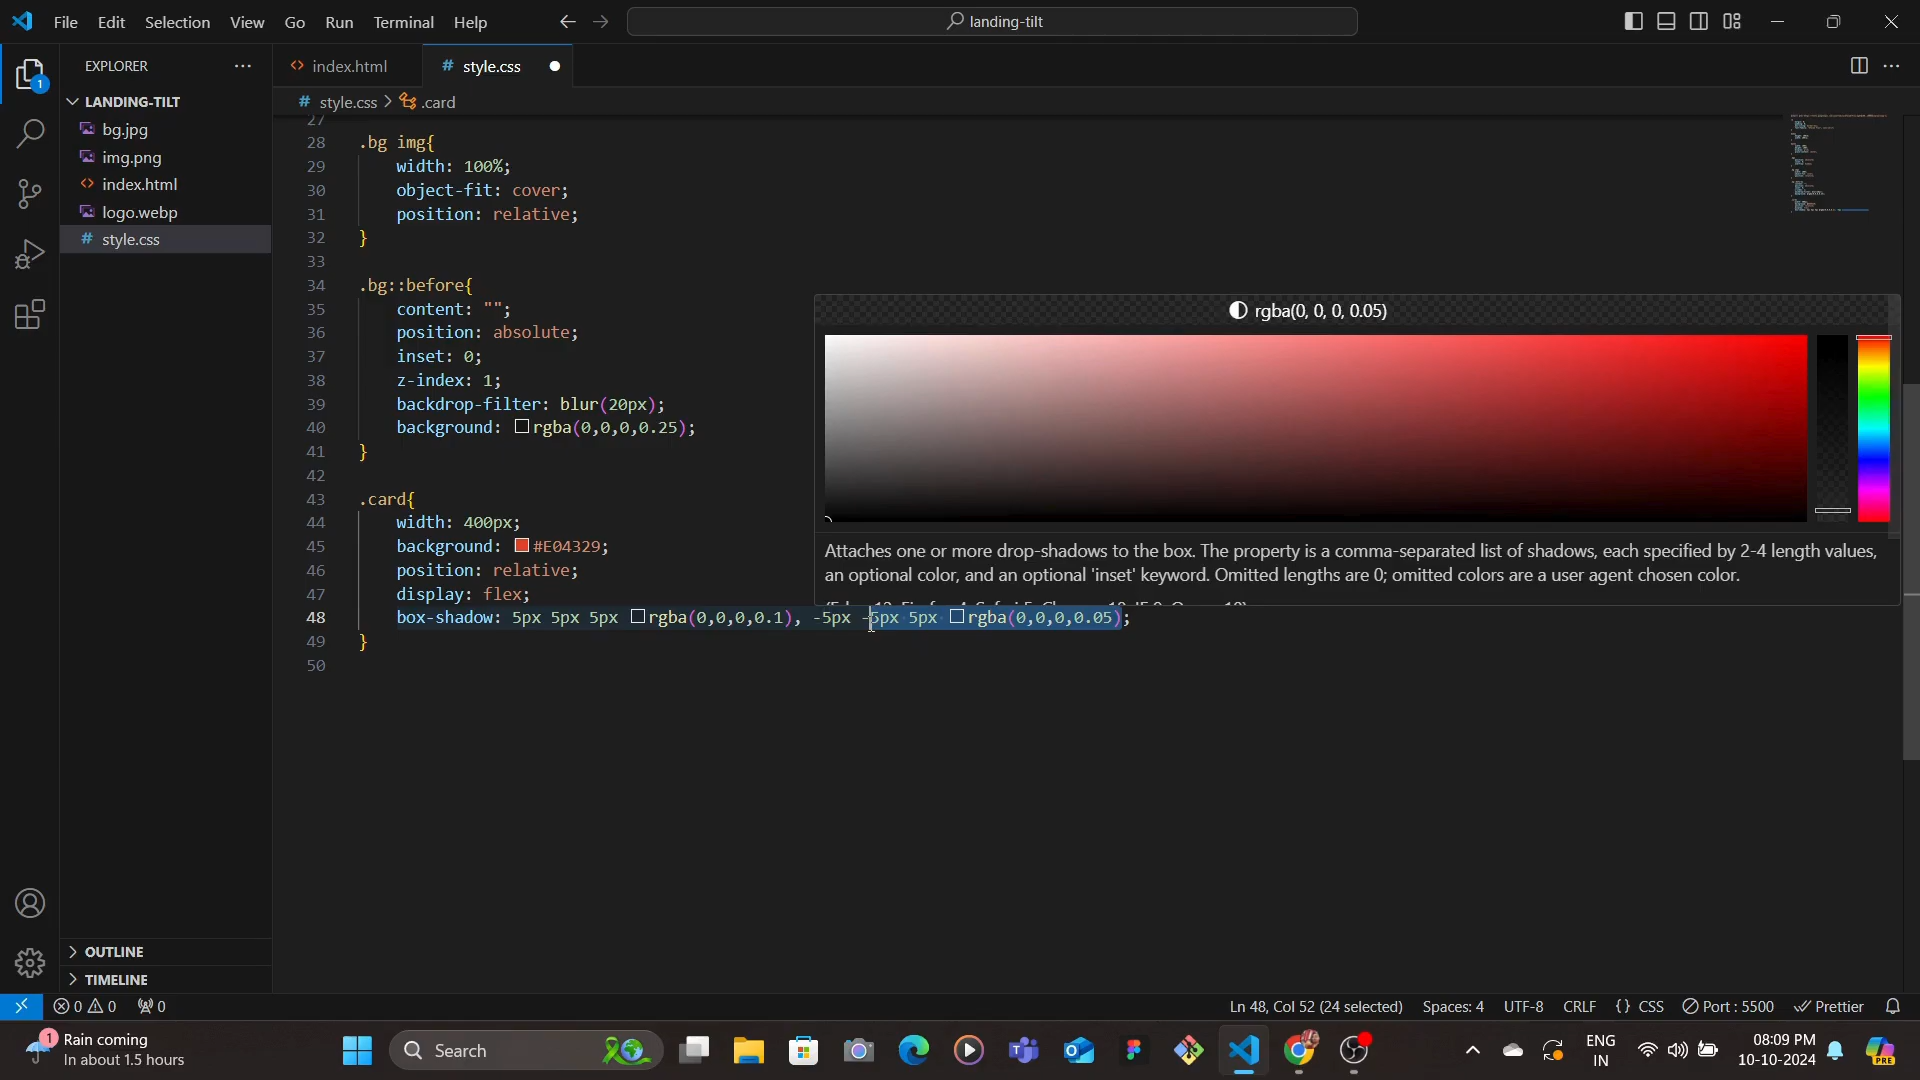 File Edit Selection View Go Run Terminal Help
landing-tilt
EXPLORER
index.html
style.css
1
LANDING-TILT
bg.jpg
img.png
index.html
logo.webp
style.css
style.css > .card
27
28 .bg img{
29 width: 100%;
30 object-fit: cover;
31 position: relative;
32 }
33
34 .bg::before{
35 content: "";
36 position: absolute;
37 inset: 0;
38 z-index: 1;
39 backdrop-filter: blur(20px);
40 background: rgba(0,0,0,0.25);
41 }
42
43 .card{
44 width: 400px;
45 background: #E04329;
46 position: relative;
47 display: flex;
48 box-shadow: 5px 5px 5px rgba(0,0,0,0.1), -5px -5px 5px rgba(0,0,0,0.05);
49 }
50
rgba(0, 0, 0, 0.05)
Attaches one or more drop-shadows to the box. The property is a comma-separated list of shadows, each specified by 2-4 length values,
an optional color, and an optional 'inset' keyword. Omitted lengths are 0; omitted colors are a user agent chosen color.
OUTLINE
TIMELINE
0 0 0
Ln 48, Col 52 (24 selected) Spaces: 4 UTF-8 CRLF {} CSS Port : 5500 Prettier
1
Rain coming
In about 1.5 hours
Search
ENG
IN
08:09 PM
10-10-2024
PRE